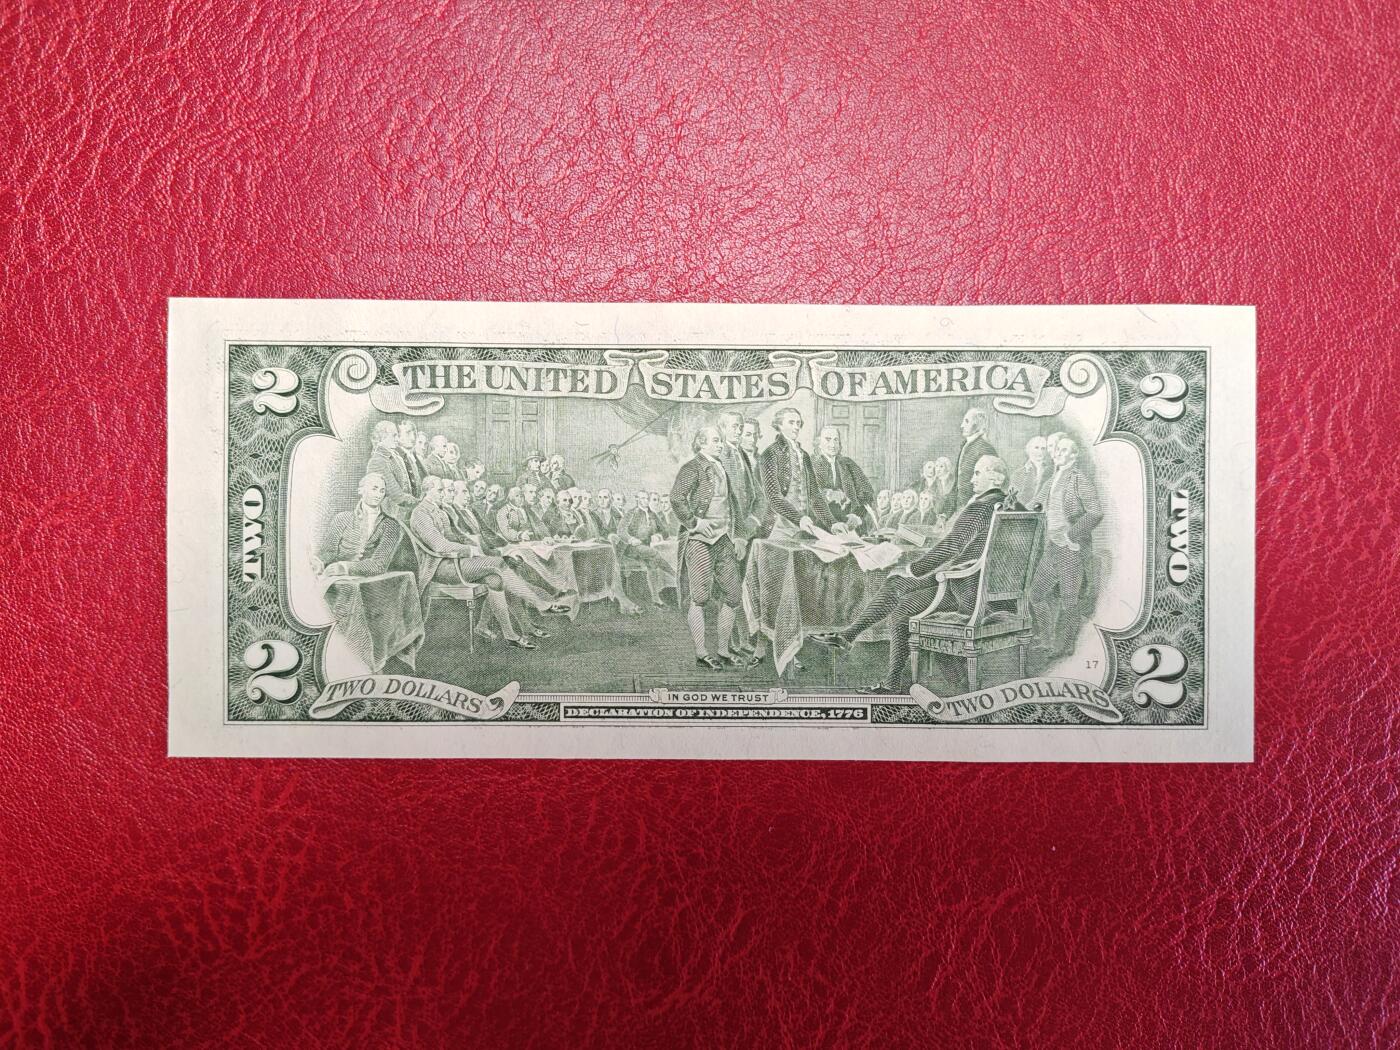 THE UNITED STATES OF AMERICA
2
2
TWO
TWO
2
2
17
TWO DOLLARS
IN GOD WE TRUST
TWO DOLLARS
DECLARATION OF INDEPENDENCE, 1776